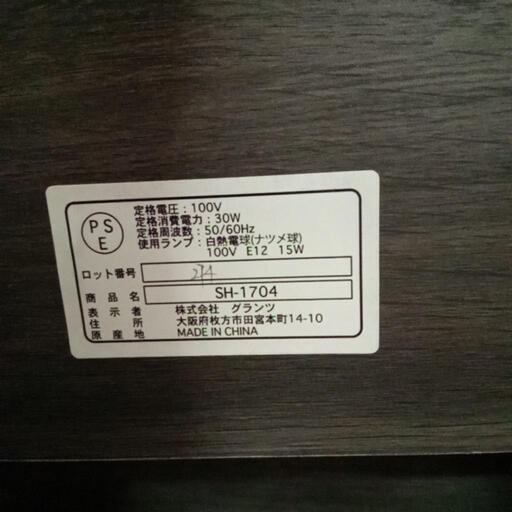 PSE
定格電圧：100V
定格消費電力：30W
定格周波数：50/60Hz
使用ランプ：白熱電球(ナツメ球)
100V E12 15W
ロット番号
商品名 SH-1704
表示者 株式会社 グランツ
住所 大阪府枚方市田宮本町14-10
原産地 MADE IN CHINA